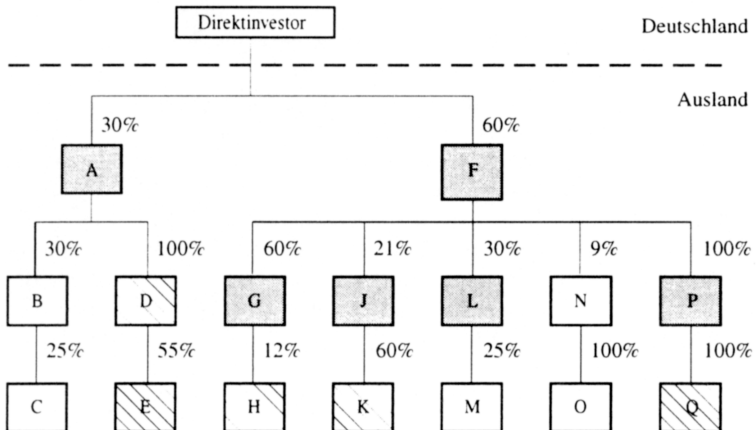 Direktinvestor
Deutschland
Ausland
30% 60%
A F
30% 100% 60% 21% 30% 9% 100%
B D G J L N P
25% 55% 12% 60% 25% 100% 100%
C E H K M O Q